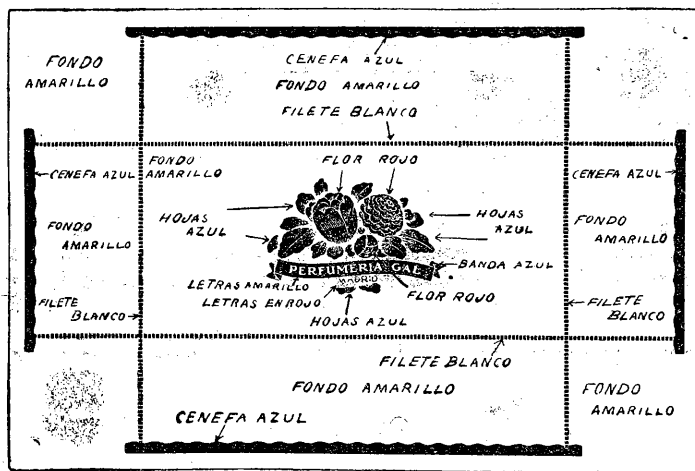 FONDO
AMARILLO
CENEFA AZUL
FONDO AMARILLO
FILETE BLANCO
CENEFA AZUL
FONDO
AMARILLO
FLOR ROJO
CENEFA AZUL
HOJAS
AZUL
HOJAS
AZUL
FONDO
AMARILLO
FONDO
AMARILLO
PERFUMERIA GAL
MADRID
BANDA AZUL
LETRAS AMARILLO
LETRAS EN ROJO
FLOR ROJO
HOJAS AZUL
FILETE
BLANCO
FILETE
BLANCO
FILETE BLANCO
FONDO AMARILLO
FONDO
AMARILLO
CENEFA AZUL